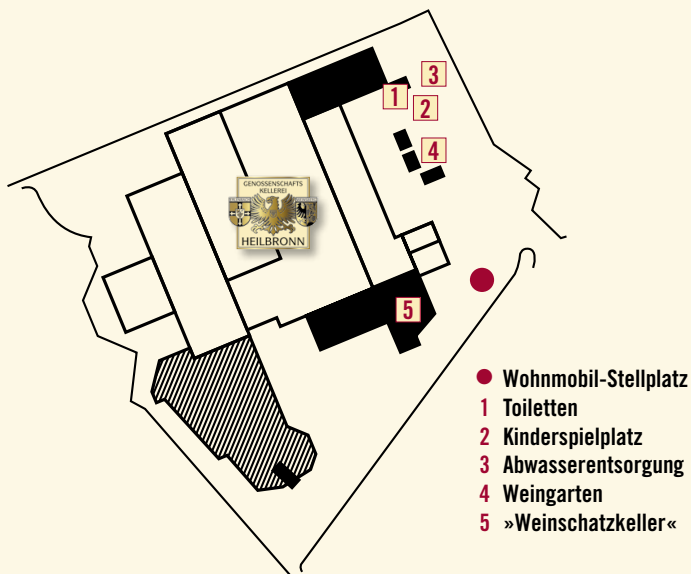 3
1
2
4
GENOSSENSCHAFTS
KELLEREI
HEILBRONN
5
Wohnmobil-Stellplatz
1 Toiletten
2 Kinderspielplatz
3 Abwasserentsorgung
4 Weingarten
5 »Weinschatzkeller«